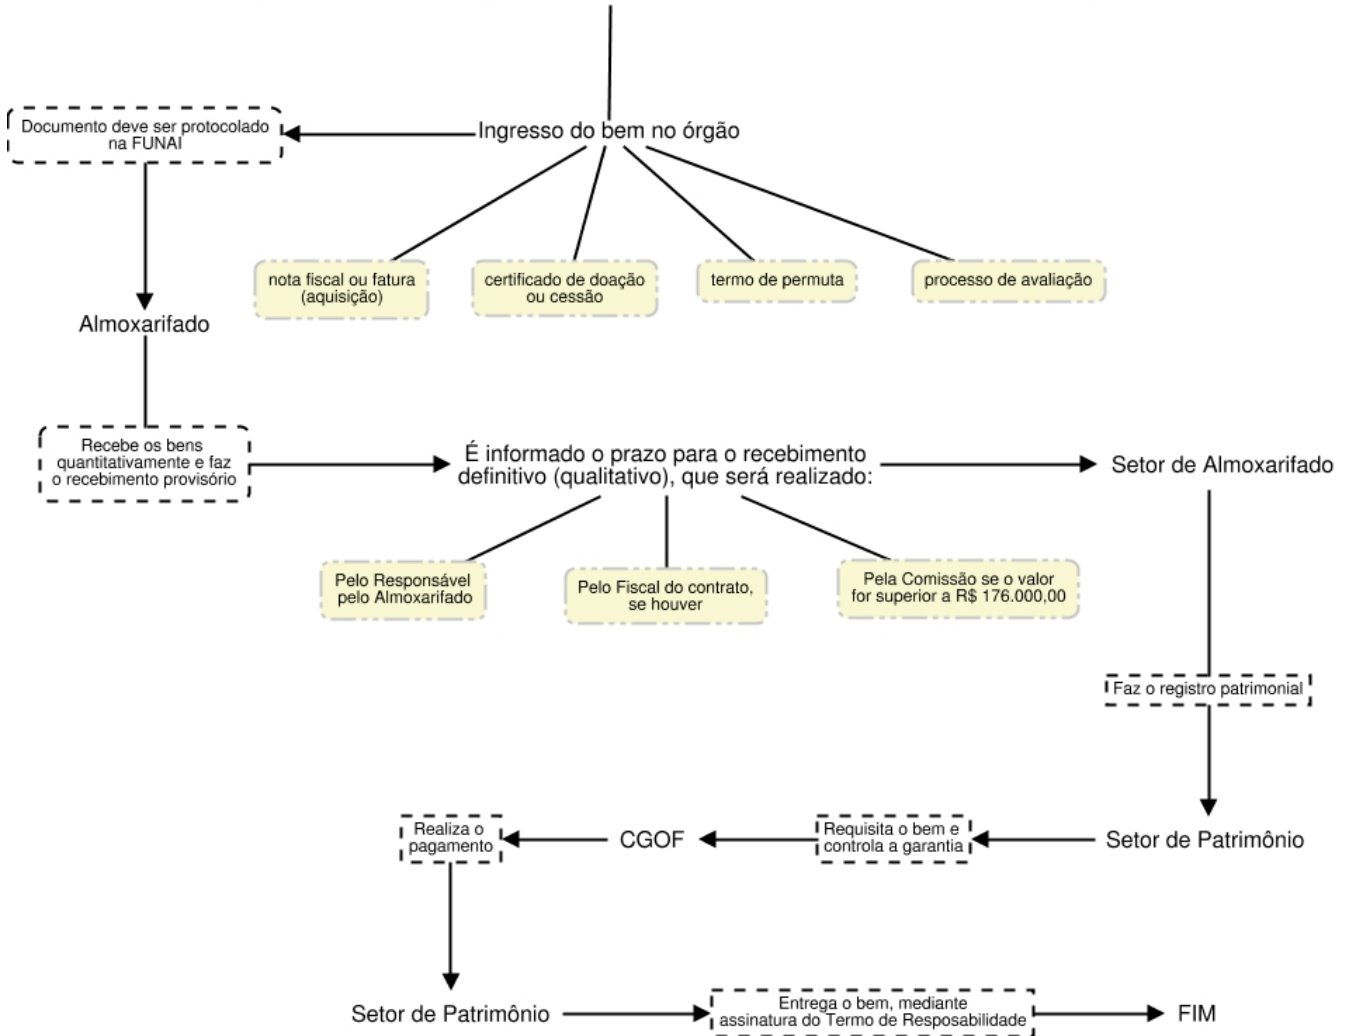 Documento deve ser protocolado
na FUNAI
Ingresso do bem no órgão
nota fiscal ou fatura
(aquisição)
certificado de doação
ou cessão
termo de permuta
processo de avaliação
Almoxarifado
Recebe os bens
quantitativamente e faz
o recebimento provisório
É informado o prazo para o recebimento
definitivo (qualitativo), que será realizado:
Setor de Almoxarifado
Pelo Responsável
pelo Almoxarifado
Pelo Fiscal do contrato,
se houver
Pela Comissão se o valor
for superior a R$ 176.000,00
Faz o registro patrimonial
Setor de Patrimônio
Requisita o bem e
controla a garantia
CGOF
Realiza o
pagamento
Setor de Patrimônio
Entrega o bem, mediante
assinatura do Termo de Resposabilidade
FIM